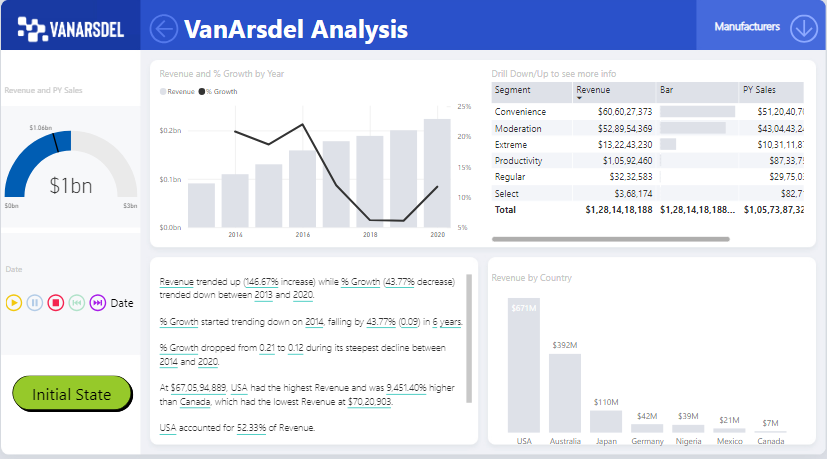 VANARSDEL
VanArsdel Analysis
Manufacturers
Revenue and PY Sales
$1.06bn
$1bn
$0bn
$3bn
Date
Date
Initial State
Revenue and % Growth by Year
Revenue
% Growth
$0.2bn
$0.1bn
$0.0bn
25%
20%
15%
10%
5%
2014
2016
2018
2020
Drill Down/Up to see more info
Segment Revenue Bar PY Sales
Convenience $60,60,27,373 $51,20,40,7
Moderation $52,89,54,369 $43,04,43,2
Extreme $13,22,43,230 $10,31,11,8
Productivity $1,05,92,460 $87,33,7
Regular $32,32,583 $29,75,0
Select $3,68,174 $82,7
Total $1,28,14,18,188 $1,28,14,18,188... $1,05,73,87,32
Revenue trended up (146.67% increase) while % Growth (43.77% decrease)
trended down between 2013 and 2020.
% Growth started trending down on 2014, falling by 43.77% (0.09) in 6 years.
% Growth dropped from 0.21 to 0.12 during its steepest decline between
2014 and 2020.
At $67,05,94,889, USA had the highest Revenue and was 9,451.40% higher
than Canada, which had the lowest Revenue at $70,20,903.
USA accounted for 52.33% of Revenue.
Revenue by Country
$671M
$392M
$110M
$42M
$39M
$21M
$7M
USA
Australia
Japan
Germany
Nigeria
Mexico
Canada